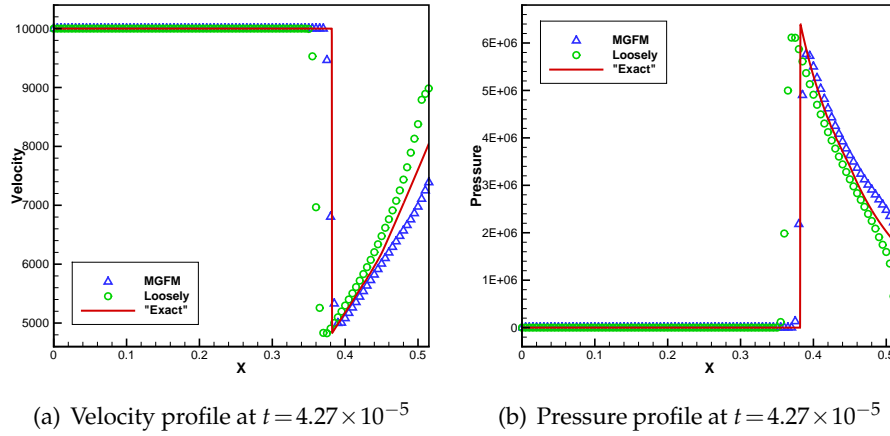 10000
9000
8000
7000
6000
5000
Velocity
MGFM
Loosely
"Exact"
0
0.1
0.2
0.3
0.4
0.5
X
6E+06
5E+06
4E+06
3E+06
2E+06
1E+06
0
Pressure
MGFM
Loosely
"Exact"
0
0.1
0.2
0.3
0.4
0.5
X
(a) Velocity profile at t = 4.27 × 10⁻⁵
(b) Pressure profile at t = 4.27 × 10⁻⁵